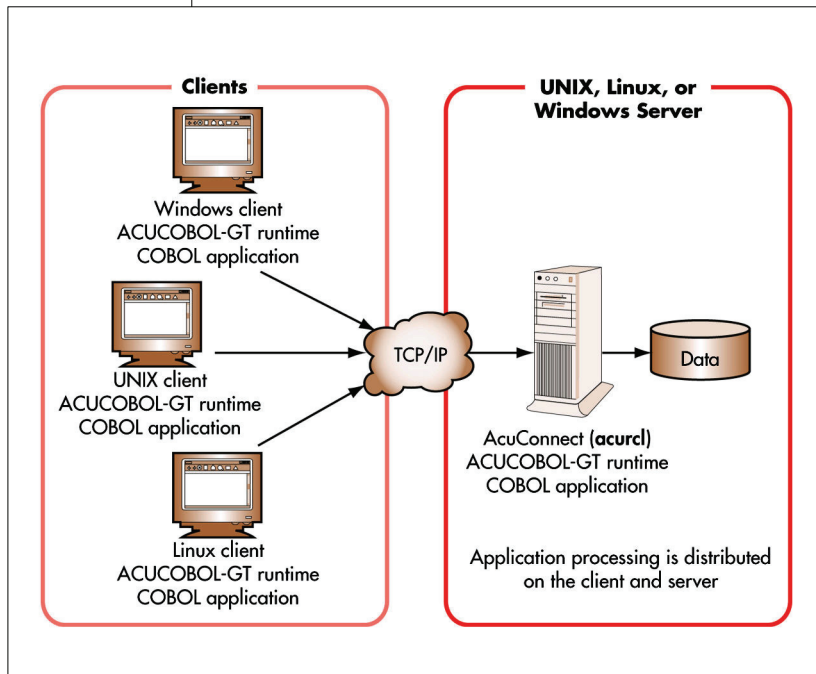 Clients
Windows client
ACUCOBOL-GT runtime
COBOL application
UNIX client
ACUCOBOL-GT runtime
COBOL application
Linux client
ACUCOBOL-GT runtime
COBOL application
TCP/IP
UNIX, Linux, or
Windows Server
Data
AcuConnect (acurcl)
ACUCOBOL-GT runtime
COBOL application
Application processing is distributed
on the client and server